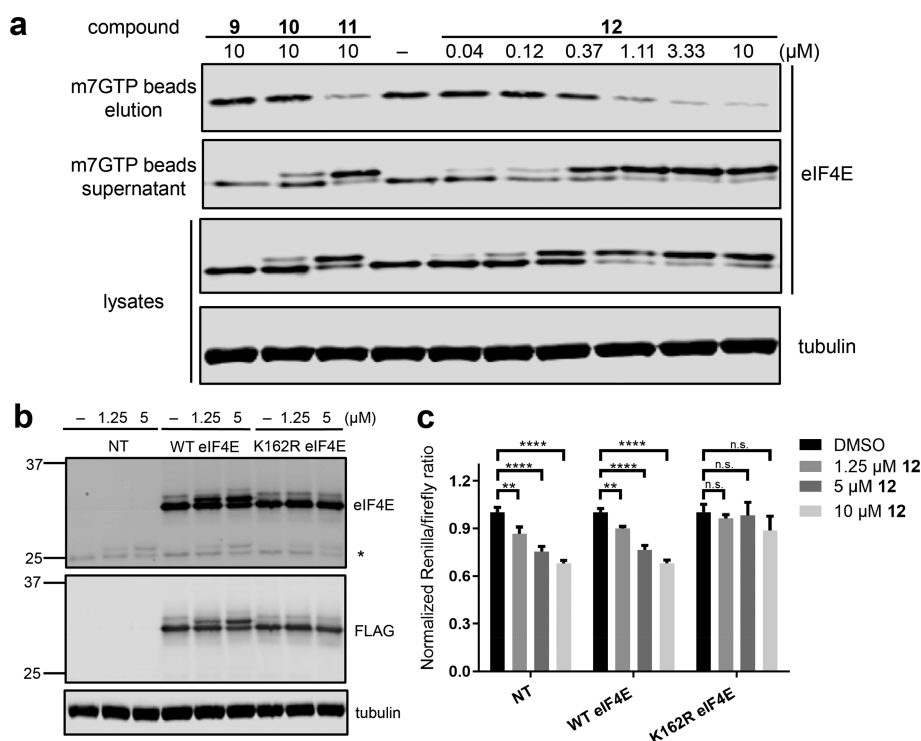 a
compound 9 10 11 12
10 10 10 – 0.04 0.12 0.37 1.11 3.33 10 (μM)
m7GTP beads
elution
m7GTP beads
supernatant
eIF4E
lysates
tubulin
b
– 1.25 5 – 1.25 5 – 1.25 5 (μM)
NT WT eIF4E K162R eIF4E
37
eIF4E
25
*
37
FLAG
25
tubulin
c
Normalized Renilla/firefly ratio
1.2
0.9
0.6
0.3
0.0
**** **** n.s.
**** **** n.s.
** ** n.s.
NT WT eIF4E K162R eIF4E
DMSO
1.25 μM 12
5 μM 12
10 μM 12